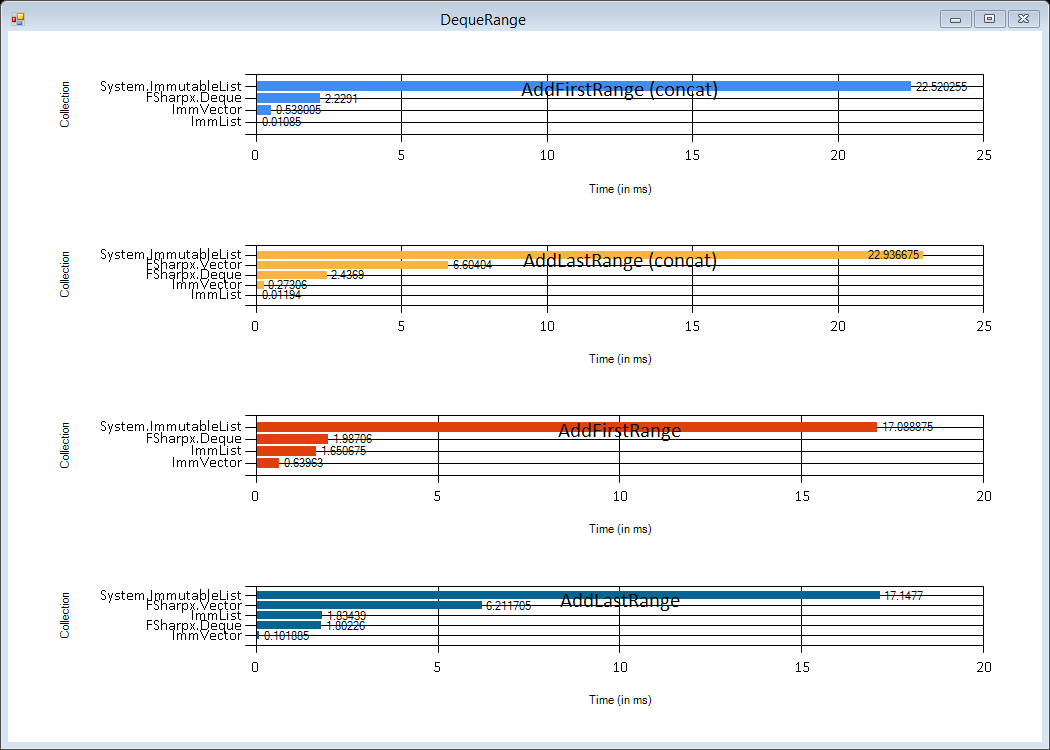 DequeRange
AddFirstRange (concat)
Collection
System.ImmutableList 22.520255
FSharpx.Deque 2.2291
ImmVector 0.538005
ImmList 0.01085
0 5 10 15 20 25
Time (in ms)
AddLastRange (concat)
Collection
System.ImmutableList 22.936675
FSharpx.Vector 6.60404
FSharpx.Deque 2.4369
ImmVector 0.27306
ImmList 0.01194
0 5 10 15 20 25
Time (in ms)
AddFirstRange
Collection
System.ImmutableList 17.088875
FSharpx.Deque 1.98706
ImmList 1.650675
ImmVector 0.63963
0 5 10 15 20
Time (in ms)
AddLastRange
Collection
System.ImmutableList 17.1477
FSharpx.Vector 6.211705
ImmList 1.83439
FSharpx.Deque 1.80226
ImmVector 0.101885
0 5 10 15 20
Time (in ms)